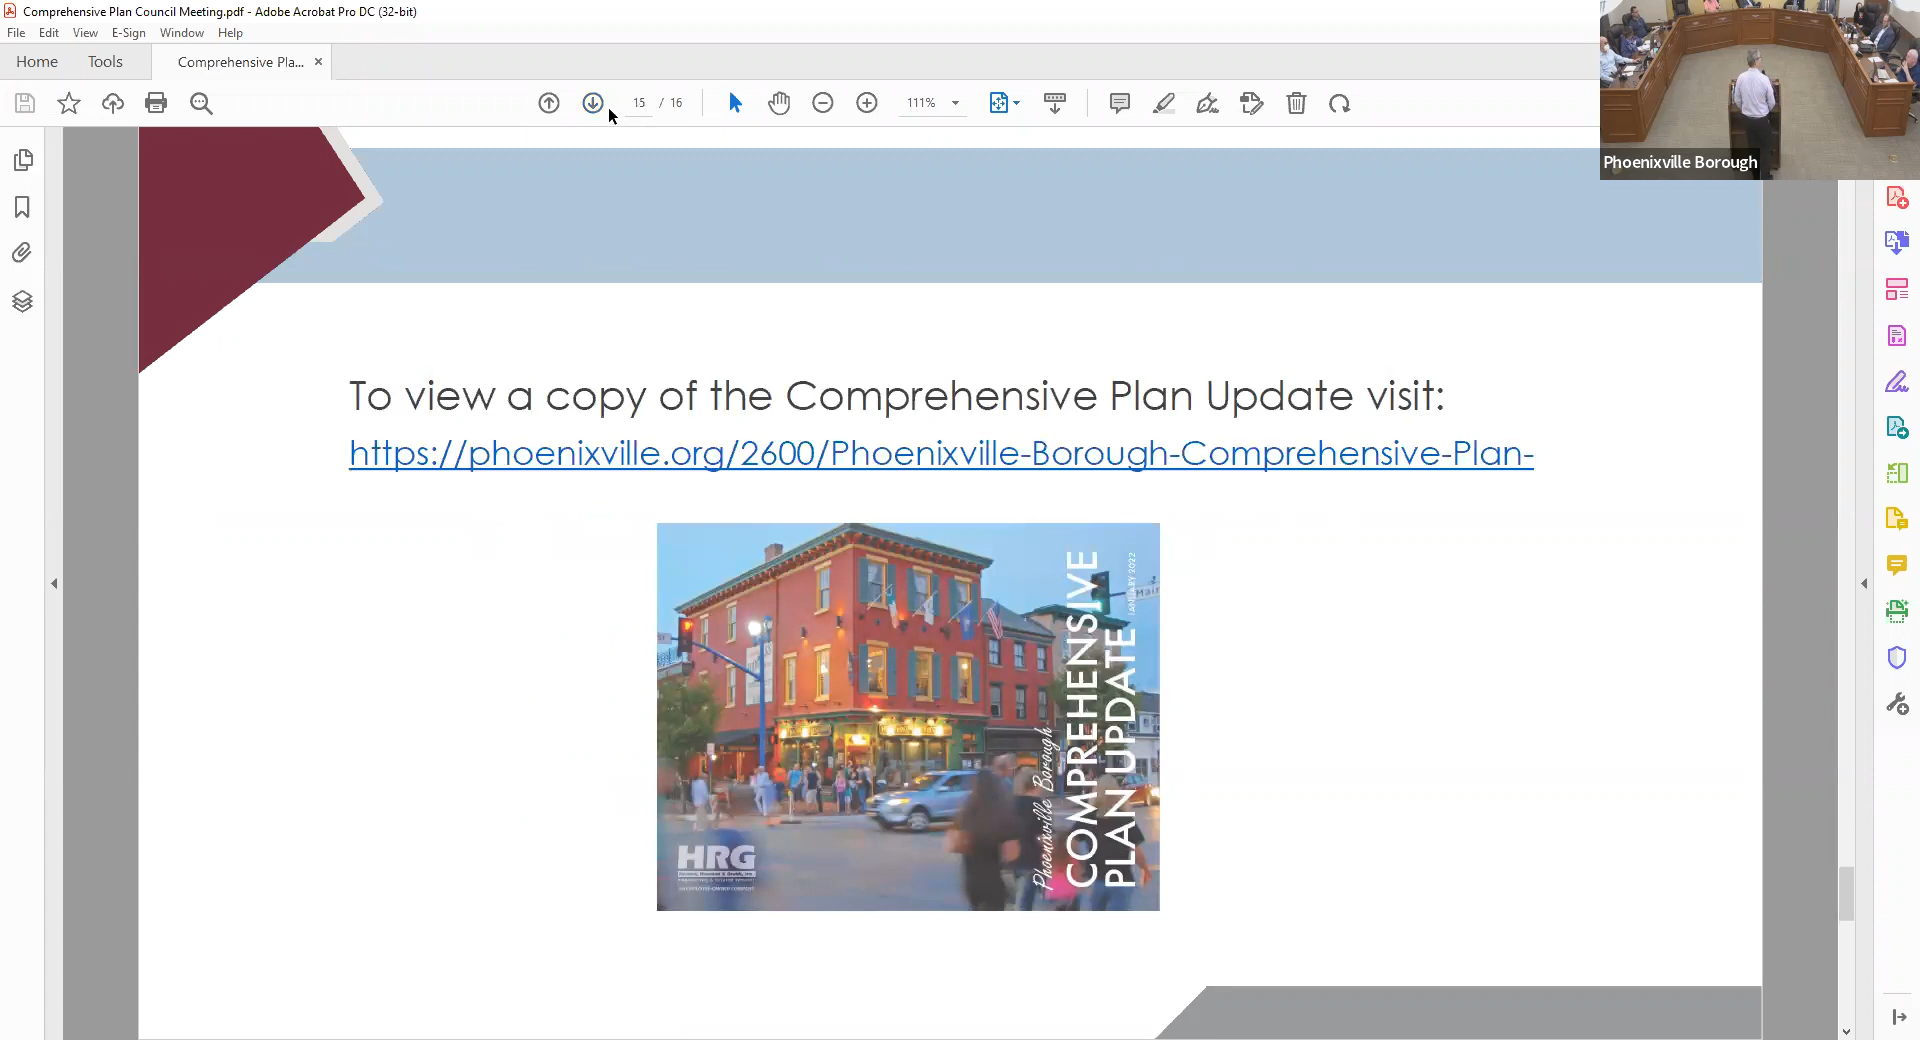 Comprehensive Plan Council Meeting.pdf - Adobe Acrobat Pro DC (32-bit)
File Edit View E-Sign Window Help
Home Tools Comprehensive Pla... ×
15 / 16 111%
Phoenixville Borough
To view a copy of the Comprehensive Plan Update visit:
https://phoenixville.org/2600/Phoenixville-Borough-Comprehensive-Plan-
Phoenixville Borough
COMPREHENSIVE
PLAN UPDATE
JANUARY 2022
Main
HRG